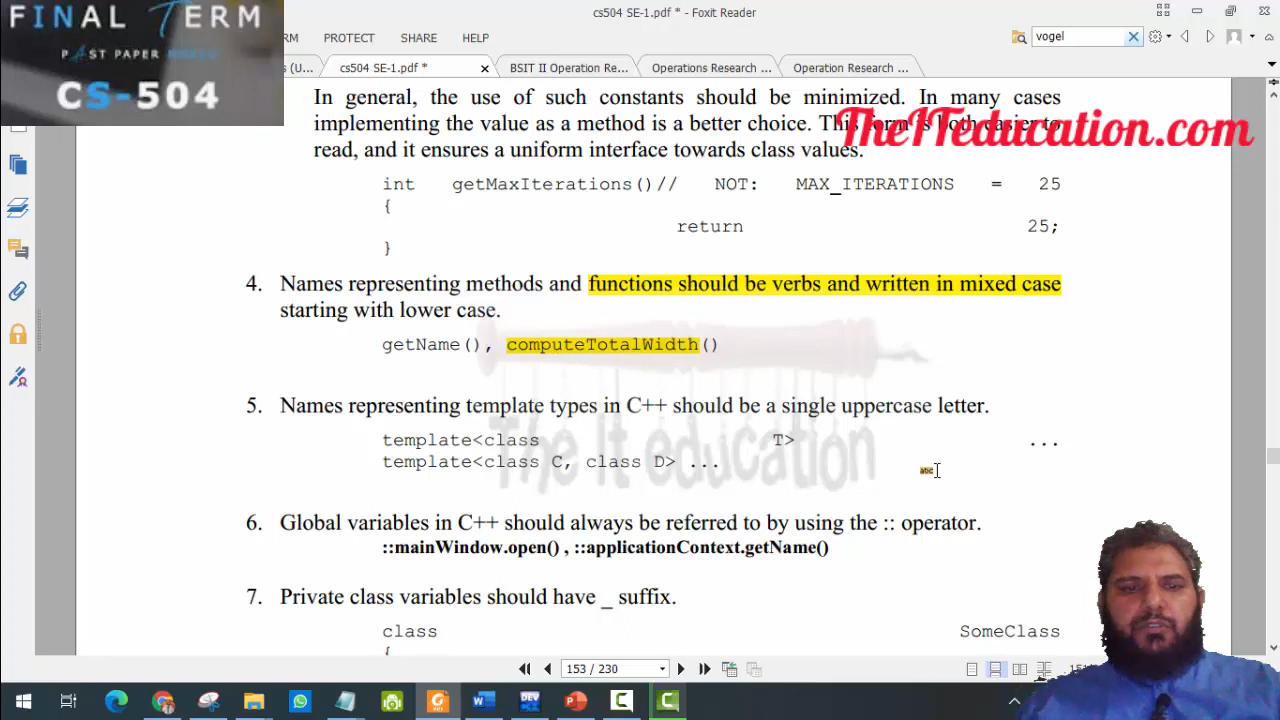 FINAL TERM
PAST PAPER
CS-504
cs504 SE-1.pdf * - Foxit Reader
RM PROTECT SHARE HELP
vogel
s (U... cs504 SE-1.pdf * BSIT II Operation Re... Operations Research ... Operation Research ...
In general, the use of such constants should be minimized. In many cases
TheITeducation.com
implementing the value as a method is a better choice. This form is both easier to
read, and it ensures a uniform interface towards class values.
int getMaxIterations()// NOT: MAX_ITERATIONS = 25
{
return 25;
}
4. Names representing methods and functions should be verbs and written in mixed case
starting with lower case.
getName(), computeTotalWidth()
5. Names representing template types in C++ should be a single uppercase letter.
template<class T> ...
template<class C, class D> ...
The It education
abc
6. Global variables in C++ should always be referred to by using the :: operator.
::mainWindow.open() , ::applicationContext.getName()
7. Private class variables should have _ suffix.
class SomeClass
{
153 / 230